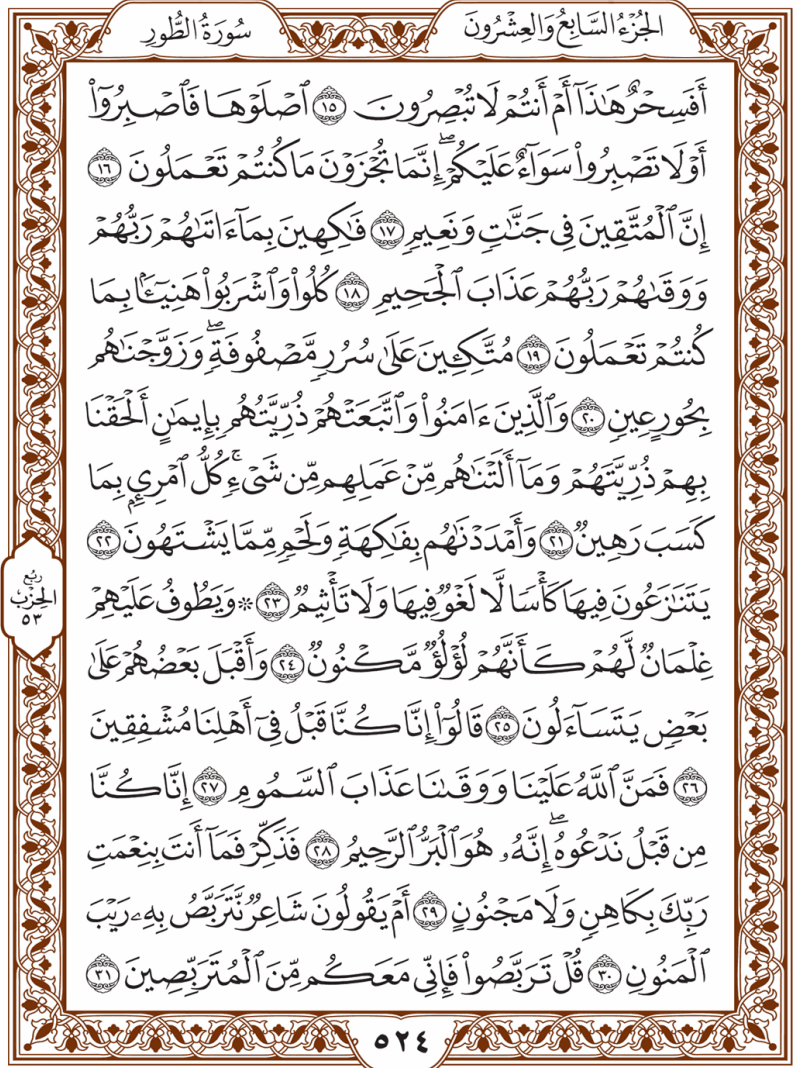 الجُزْءُ السَّابِعُ وَالعِشْرُونَ
سُورَةُ الطُّورِ
أَفَسِحْرٌ هَٰذَآ أَمْ أَنتُمْ لَا تُبْصِرُونَ ١٥ ٱصْلَوْهَا فَٱصْبِرُوٓا۟
أَوْ لَا تَصْبِرُوا۟ سَوَآءٌ عَلَيْكُمْ ۖ إِنَّمَا تُجْزَوْنَ مَا كُنتُمْ تَعْمَلُونَ ١٦
إِنَّ ٱلْمُتَّقِينَ فِى جَنَّٰتٍ وَنَعِيمٍ ١٧ فَٰكِهِينَ بِمَآ ءَاتَىٰهُمْ رَبُّهُمْ
وَوَقَىٰهُمْ رَبُّهُمْ عَذَابَ ٱلْجَحِيمِ ١٨ كُلُوا۟ وَٱشْرَبُوا۟ هَنِيٓـًٔۢا بِمَا
كُنتُمْ تَعْمَلُونَ ١٩ مُتَّكِـِٔينَ عَلَىٰ سُرُرٍ مَّصْفُوفَةٍ ۖ وَزَوَّجْنَٰهُم
بِحُورٍ عِينٍ ٢٠ وَٱلَّذِينَ ءَامَنُوا۟ وَٱتَّبَعَتْهُمْ ذُرِّيَّتُهُم بِإِيمَٰنٍ أَلْحَقْنَا
بِهِمْ ذُرِّيَّتَهُمْ وَمَآ أَلَتْنَٰهُم مِّنْ عَمَلِهِم مِّن شَىْءٍ ۚ كُلُّ ٱمْرِئٍۭ بِمَا
كَسَبَ رَهِينٌ ٢١ وَأَمْدَدْنَٰهُم بِفَٰكِهَةٍ وَلَحْمٍ مِّمَّا يَشْتَهُونَ ٢٢
يَتَنَٰزَعُونَ فِيهَا كَأْسًا لَّا لَغْوٌ فِيهَا وَلَا تَأْثِيمٌ ٢٣ ۞ وَيَطُوفُ عَلَيْهِمْ
غِلْمَانٌ لَّهُمْ كَأَنَّهُمْ لُؤْلُؤٌ مَّكْنُونٌ ٢٤ وَأَقْبَلَ بَعْضُهُمْ عَلَىٰ
بَعْضٍ يَتَسَآءَلُونَ ٢٥ قَالُوٓا۟ إِنَّا كُنَّا قَبْلُ فِىٓ أَهْلِنَا مُشْفِقِينَ
٢٦ فَمَنَّ ٱللَّهُ عَلَيْنَا وَوَقَىٰنَا عَذَابَ ٱلسَّمُومِ ٢٧ إِنَّا كُنَّا
مِن قَبْلُ نَدْعُوهُ ۖ إِنَّهُۥ هُوَ ٱلْبَرُّ ٱلرَّحِيمُ ٢٨ فَذَكِّرْ فَمَآ أَنتَ بِنِعْمَتِ
رَبِّكَ بِكَاهِنٍ وَلَا مَجْنُونٍ ٢٩ أَمْ يَقُولُونَ شَاعِرٌ نَّتَرَبَّصُ بِهِۦ رَيْبَ
ٱلْمَنُونِ ٣٠ قُلْ تَرَبَّصُوا۟ فَإِنِّى مَعَكُم مِّنَ ٱلْمُتَرَبِّصِينَ ٣١
ربع
الحزب
٥٣
٥٢٤